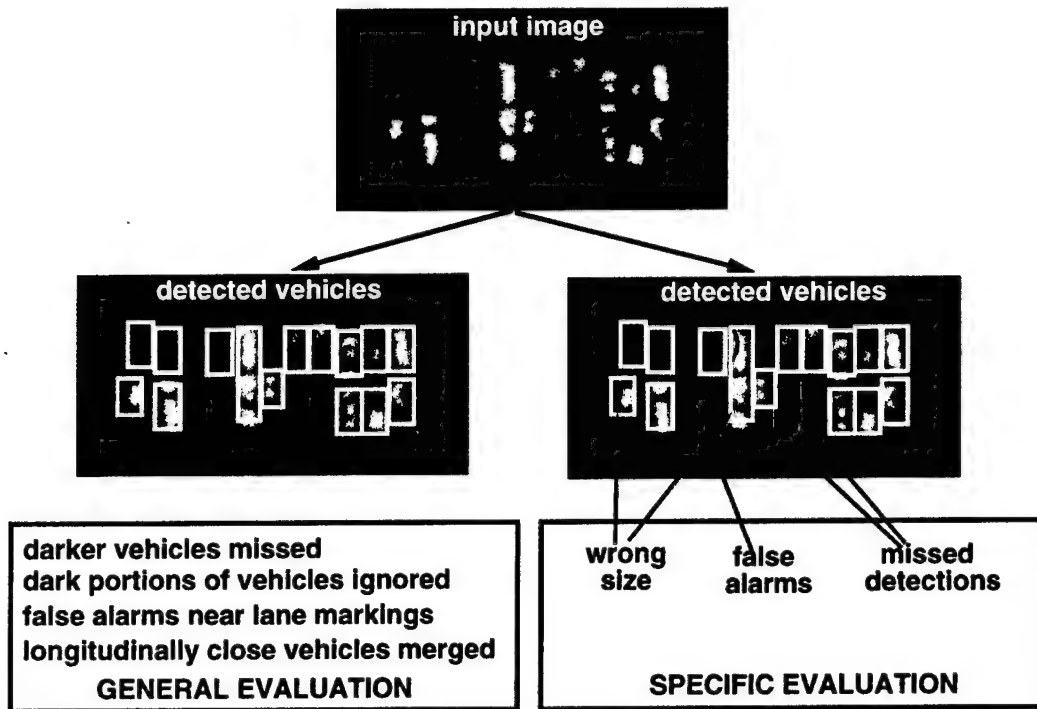 input image
detected vehicles
detected vehicles
darker vehicles missed
dark portions of vehicles ignored
false alarms near lane markings
longitudinally close vehicles merged
GENERAL EVALUATION
wrong
size
false
alarms
missed
detections
SPECIFIC EVALUATION